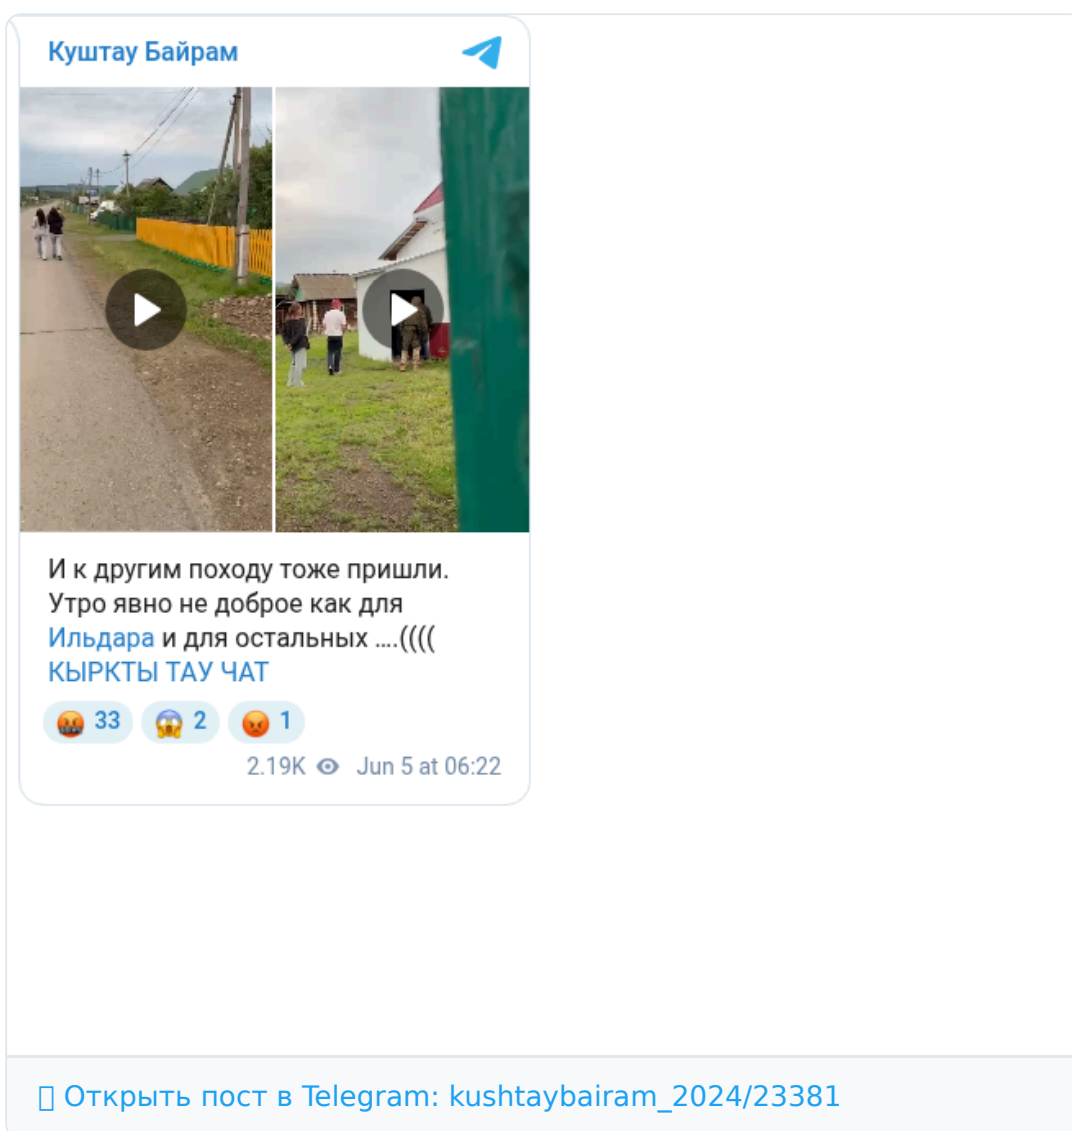 Куштау Байрам
И к другим походу тоже пришли.
Утро явно не доброе как для
Ильдара и для остальных ....((((
КЫРКТЫ ТАУ ЧАТ
33 2 1
2.19K Jun 5 at 06:22
Открыть пост в Telegram: kushtaybairam_2024/23381